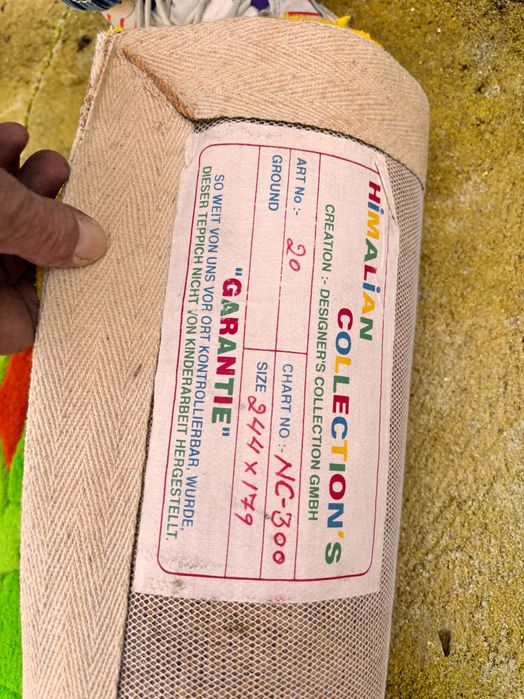 HiMALiAN COLLECTION'S
CREATION :- DESIGNER'S COLLECTION GMBH
ART No :- 20
CHART NO :- NC-300
GROUND
SIZE 244 x 179
"GARANTIE"
SO WEIT VON UNS VOR ORT KONTROLLIERBAR, WURDE,
DIESER TEPPICH NICHT VON KINDERARBEIT HERGESTELLT.